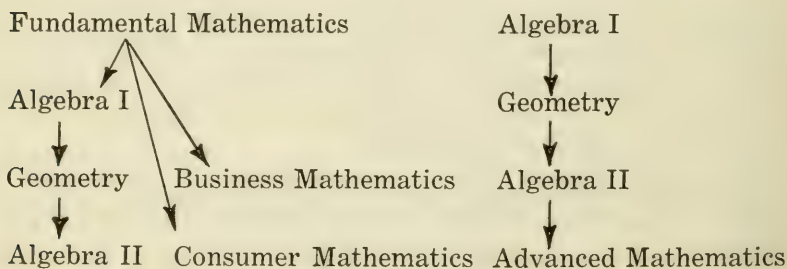 Fundamental Mathematics
Algebra I
Geometry Business Mathematics
Algebra II Consumer Mathematics
Algebra I
Geometry
Algebra II
Advanced Mathematics